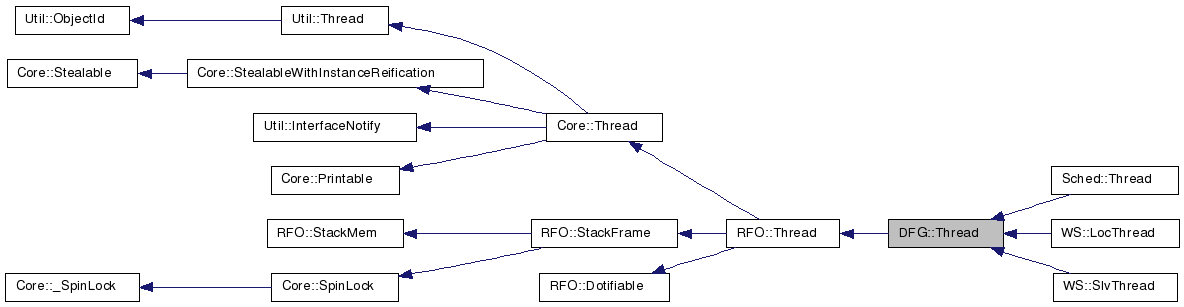 Util::ObjectId
Util::Thread
Core::Stealable
Core::StealableWithInstanceReification
Util::InterfaceNotify
Core::Thread
Core::Printable
Sched::Thread
RFO::StackMem
RFO::StackFrame
RFO::Thread
DFG::Thread
WS::LocThread
Core::_SpinLock
Core::SpinLock
RFO::Dotifiable
WS::SlvThread